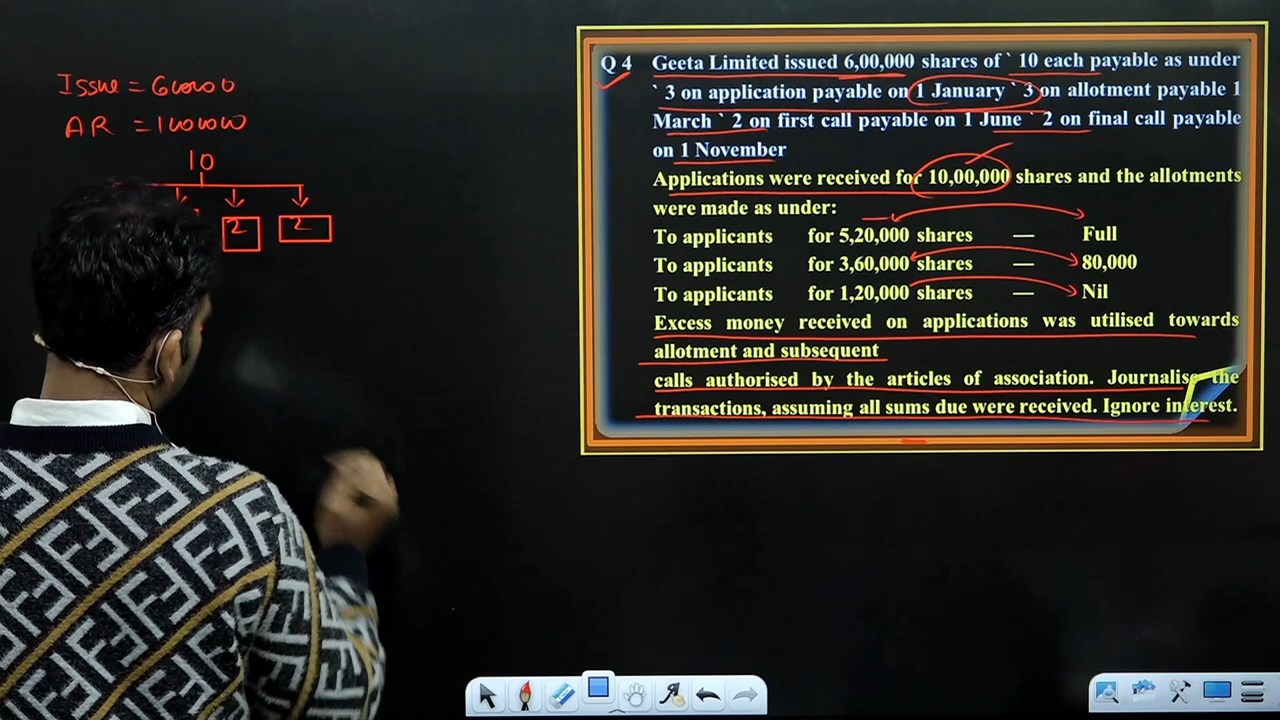 Issue = 600000
AR = 1000000
10
2 2
Q 4 Geeta Limited issued 6,00,000 shares of ` 10 each payable as under
` 3 on application payable on 1 January ` 3 on allotment payable 1
March ` 2 on first call payable on 1 June ` 2 on final call payable
on 1 November
Applications were received for 10,00,000 shares and the allotments
were made as under:
To applicants for 5,20,000 shares — Full
To applicants for 3,60,000 shares — 80,000
To applicants for 1,20,000 shares — Nil
Excess money received on applications was utilised towards
allotment and subsequent
calls authorised by the articles of association. Journalise the
transactions, assuming all sums due were received. Ignore interest.